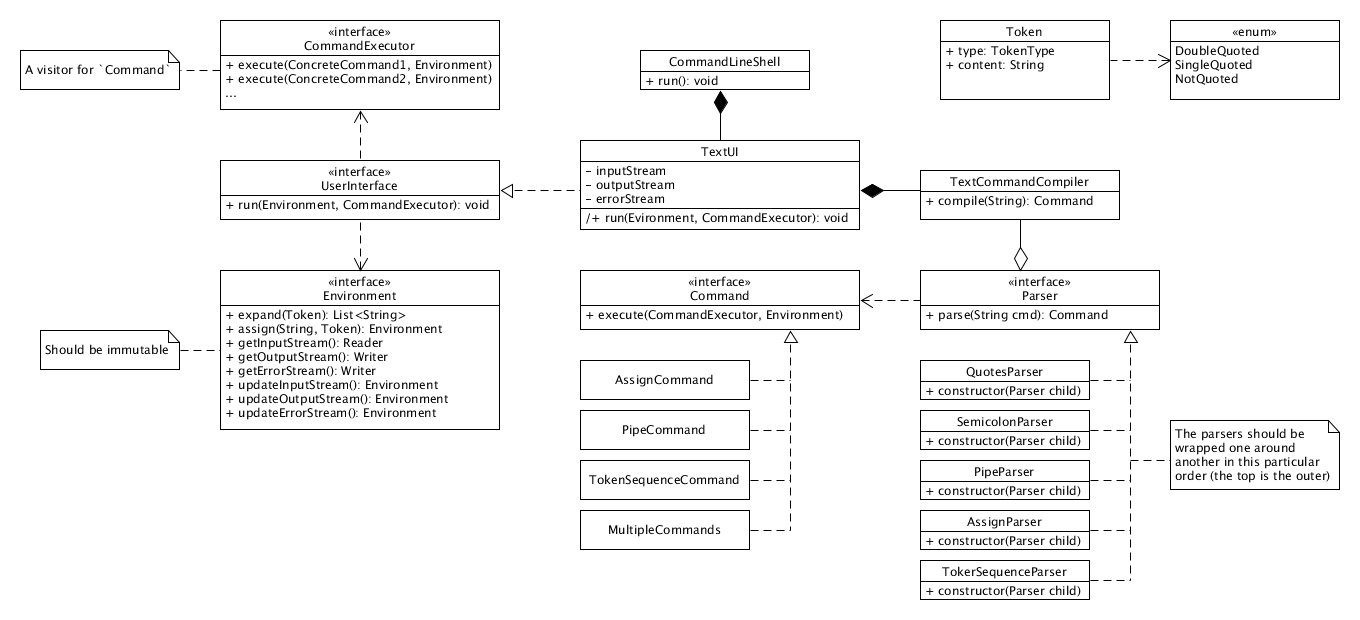 «interface»
CommandExecutor
+ execute(ConcreteCommand1, Environment)
+ execute(ConcreteCommand2, Environment)
...
A visitor for `Command`
CommandLineShell
+ run(): void
Token
+ type: TokenType
+ content: String
«enum»
DoubleQuoted
SingleQuoted
NotQuoted
«interface»
UserInterface
+ run(Environment, CommandExecutor): void
TextUI
– inputStream
– outputStream
– errorStream
/+ run(Evironment, CommandExecutor): void
TextCommandCompiler
+ compile(String): Command
«interface»
Environment
+ expand(Token): List<String>
+ assign(String, Token): Environment
+ getInputStream(): Reader
+ getOutputStream(): Writer
+ getErrorStream(): Writer
+ updateInputStream(): Environment
+ updateOutputStream(): Environment
+ updateErrorStream(): Environment
Should be immutable
«interface»
Command
+ execute(CommandExecutor, Environment)
«interface»
Parser
+ parse(String cmd): Command
AssignCommand
PipeCommand
TokenSequenceCommand
MultipleCommands
QuotesParser
+ constructor(Parser child)
SemicolonParser
+ constructor(Parser child)
PipeParser
+ constructor(Parser child)
AssignParser
+ constructor(Parser child)
TokerSequenceParser
+ constructor(Parser child)
The parsers should be
wrapped one around
another in this particular
order (the top is the outer)